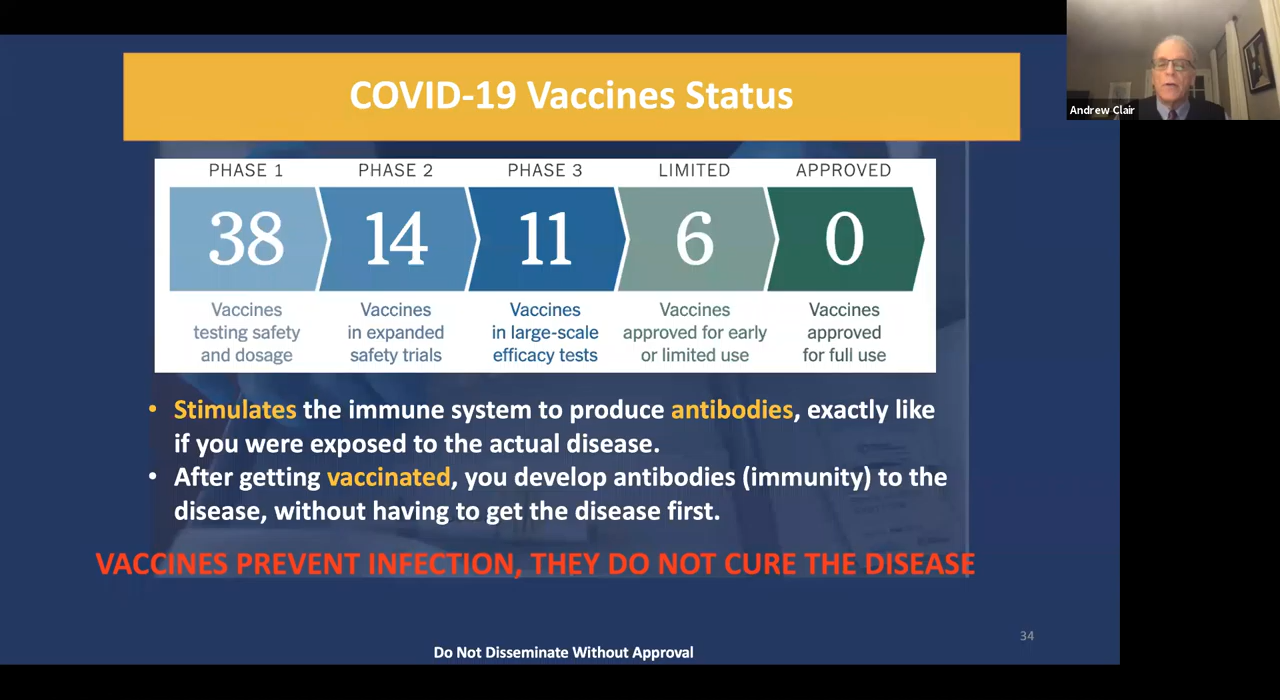 COVID-19 Vaccines Status
Andrew Clair
PHASE 1
PHASE 2
PHASE 3
LIMITED
APPROVED
38
14
11
6
0
Vaccines
testing safety
and dosage
Vaccines
in expanded
safety trials
Vaccines
in large-scale
efficacy tests
Vaccines
approved for early
or limited use
Vaccines
approved
for full use
• Stimulates the immune system to produce antibodies, exactly like
if you were exposed to the actual disease.
• After getting vaccinated, you develop antibodies (immunity) to the
disease, without having to get the disease first.
VACCINES PREVENT INFECTION, THEY DO NOT CURE THE DISEASE
34
Do Not Disseminate Without Approval